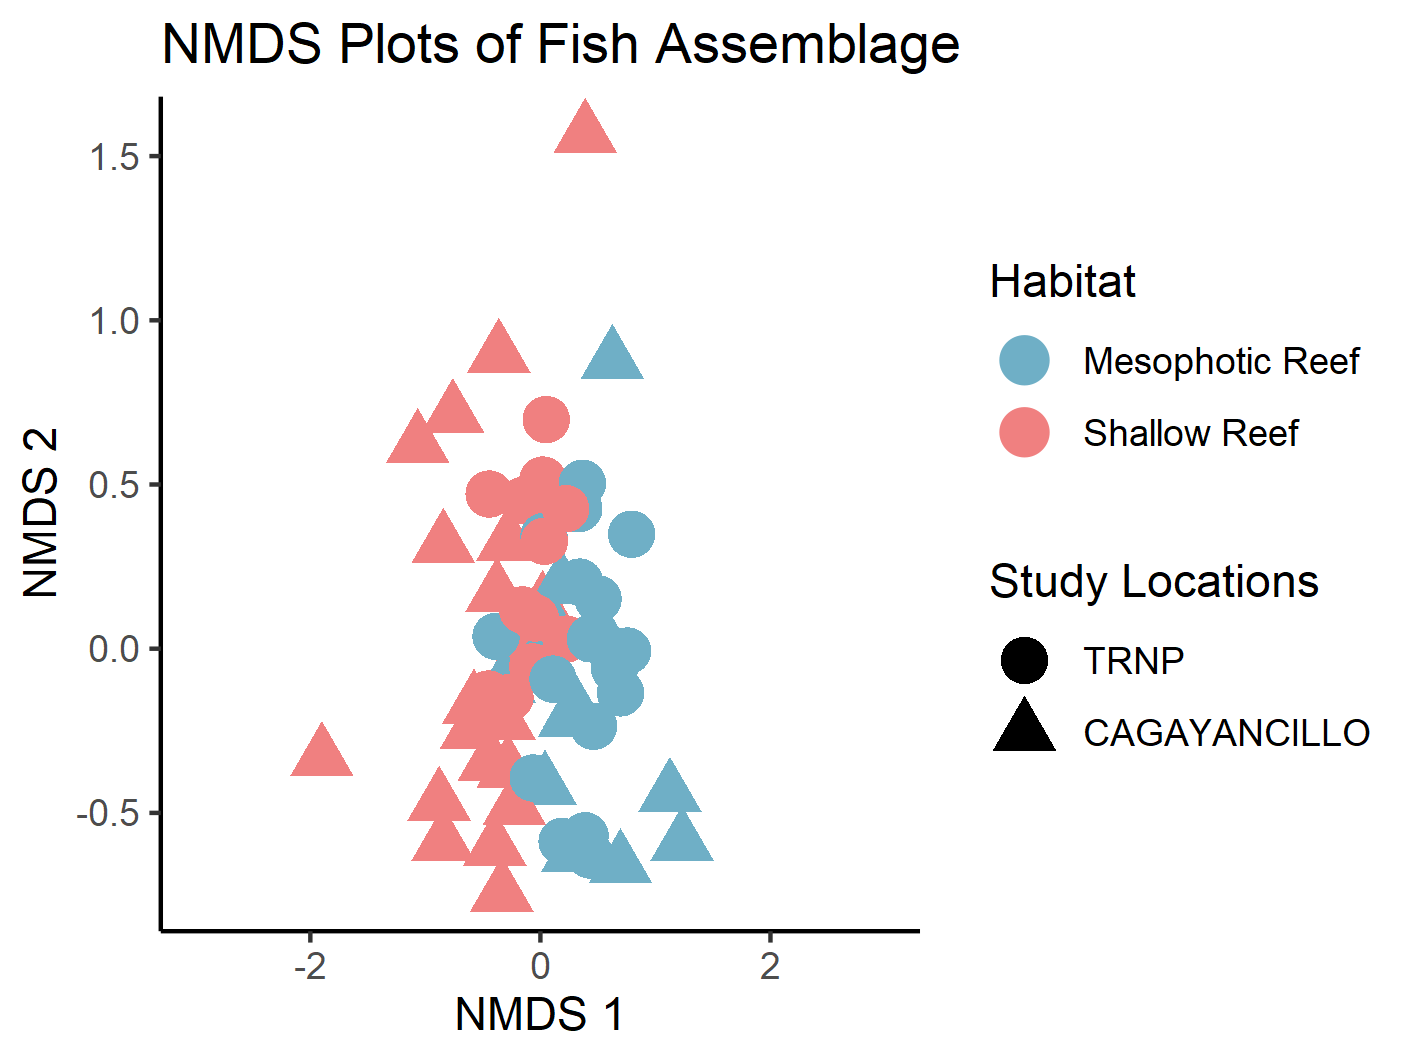 NMDS Plots of Fish Assemblage
1.5
1.0
0.5
0.0
-0.5
NMDS 2
-2
0
2
NMDS 1
Habitat
Mesophotic Reef
Shallow Reef
Study Locations
TRNP
CAGAYANCILLO